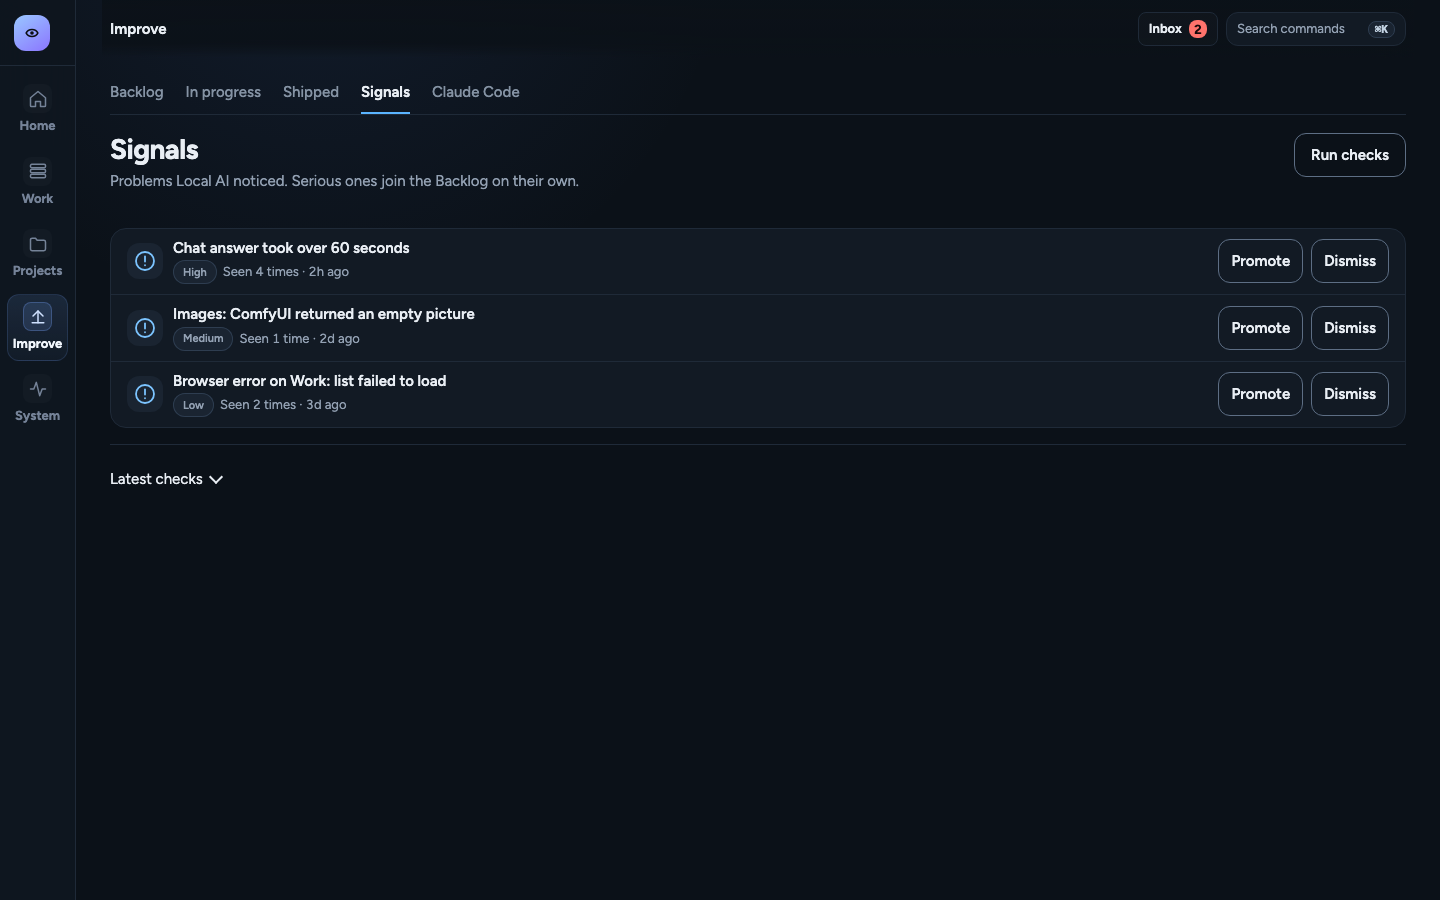 Improve
Inbox 2
Search commands ⌘K
Home
Work
Projects
Improve
System
Backlog In progress Shipped Signals Claude Code
Signals
Problems Local AI noticed. Serious ones join the Backlog on their own.
Run checks
Chat answer took over 60 seconds
High Seen 4 times · 2h ago
Promote Dismiss
Images: ComfyUI returned an empty picture
Medium Seen 1 time · 2d ago
Promote Dismiss
Browser error on Work: list failed to load
Low Seen 2 times · 3d ago
Promote Dismiss
Latest checks